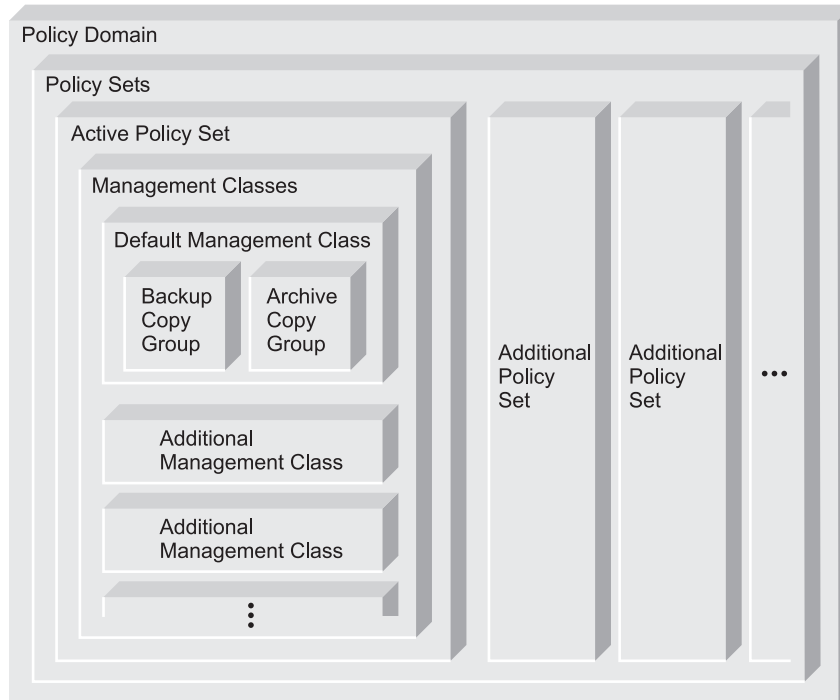 Policy Domain
Policy Sets
Active Policy Set
Management Classes
Default Management Class
Backup
Copy
Group
Archive
Copy
Group
Additional
Management Class
Additional
Management Class
Additional
Policy
Set
Additional
Policy
Set
...